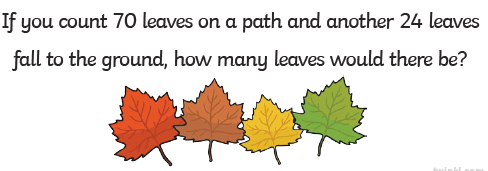 If you count 70 leaves on a path and another 24 leaves
fall to the ground, how many leaves would there be?